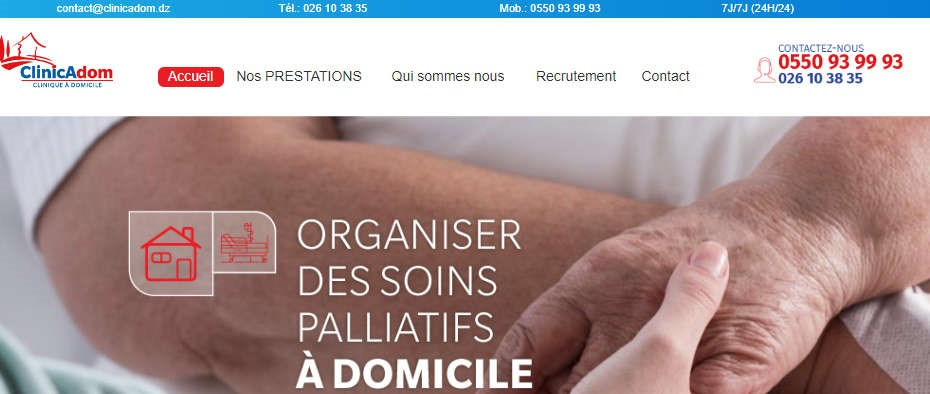 contact@clinicadom.dz Tél.: 026 10 38 35 Mob.: 0550 93 99 93 7J/7J (24H/24)
ClinicAdom
CLINIQUE À DOMICILE
Accueil Nos PRESTATIONS Qui sommes nous Recrutement Contact
CONTACTEZ-NOUS
0550 93 99 93
026 10 38 35
ORGANISER
DES SOINS
PALLIATIFS
À DOMICILE